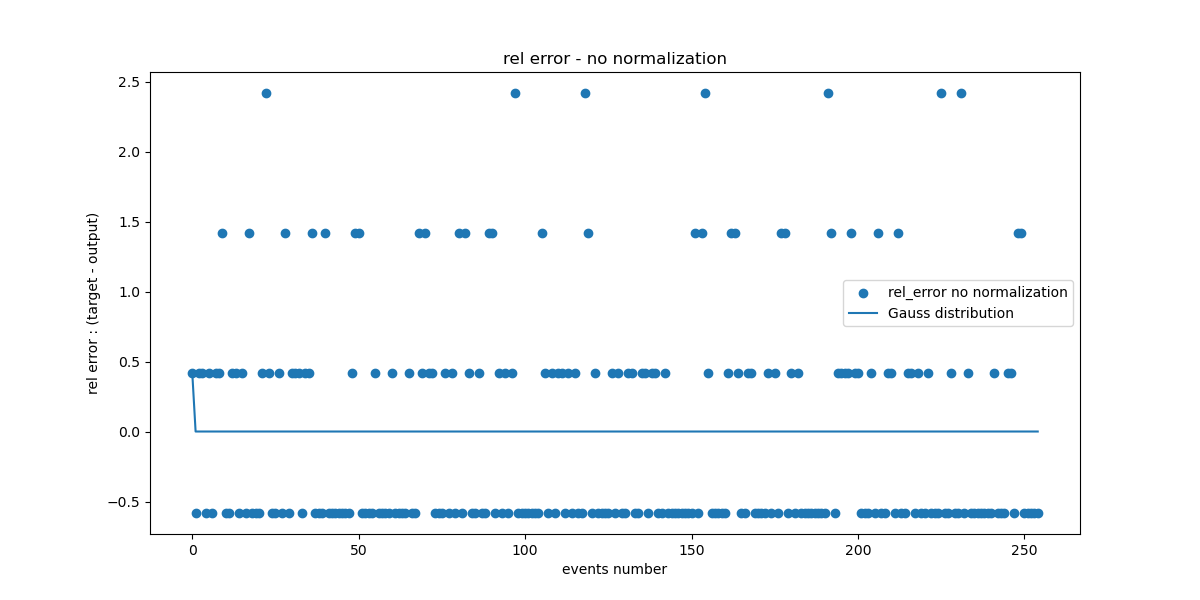 rel error - no normalization
2.5
2.0
1.5
1.0
0.5
0.0
−0.5
rel error : (target - output)
rel_error no normalization
Gauss distribution
0 50 100 150 200 250
events number